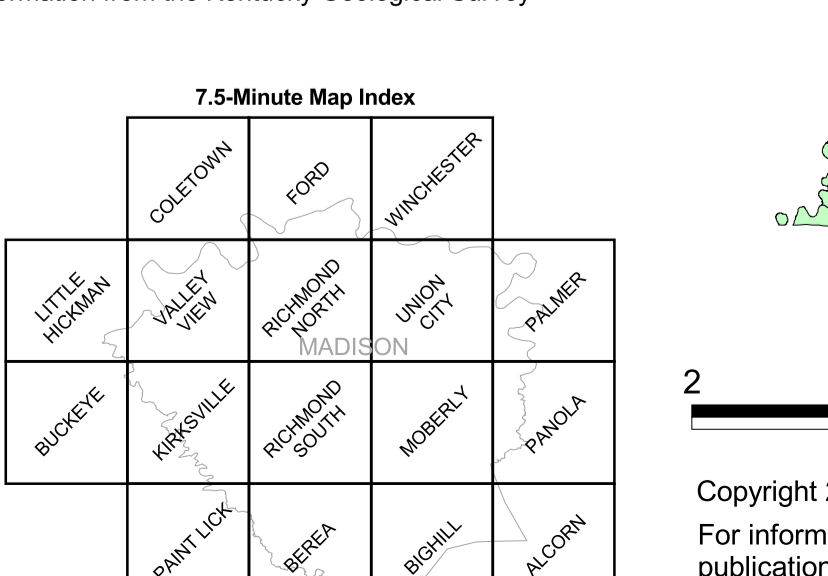 7.5-Minute Map Index
COLETOWN
FORD
WINCHESTER
LITTLE
HICKMAN
VALLEY
VIEW
RICHMOND
NORTH
UNION
CITY
PALMER
MADISON
BUCKEYE
KIRKSVILLE
RICHMOND
SOUTH
MOBERLY
PANOLA
PAINT LICK
BEREA
BIGHILL
ALCORN
2
Copyright
For inform
publication